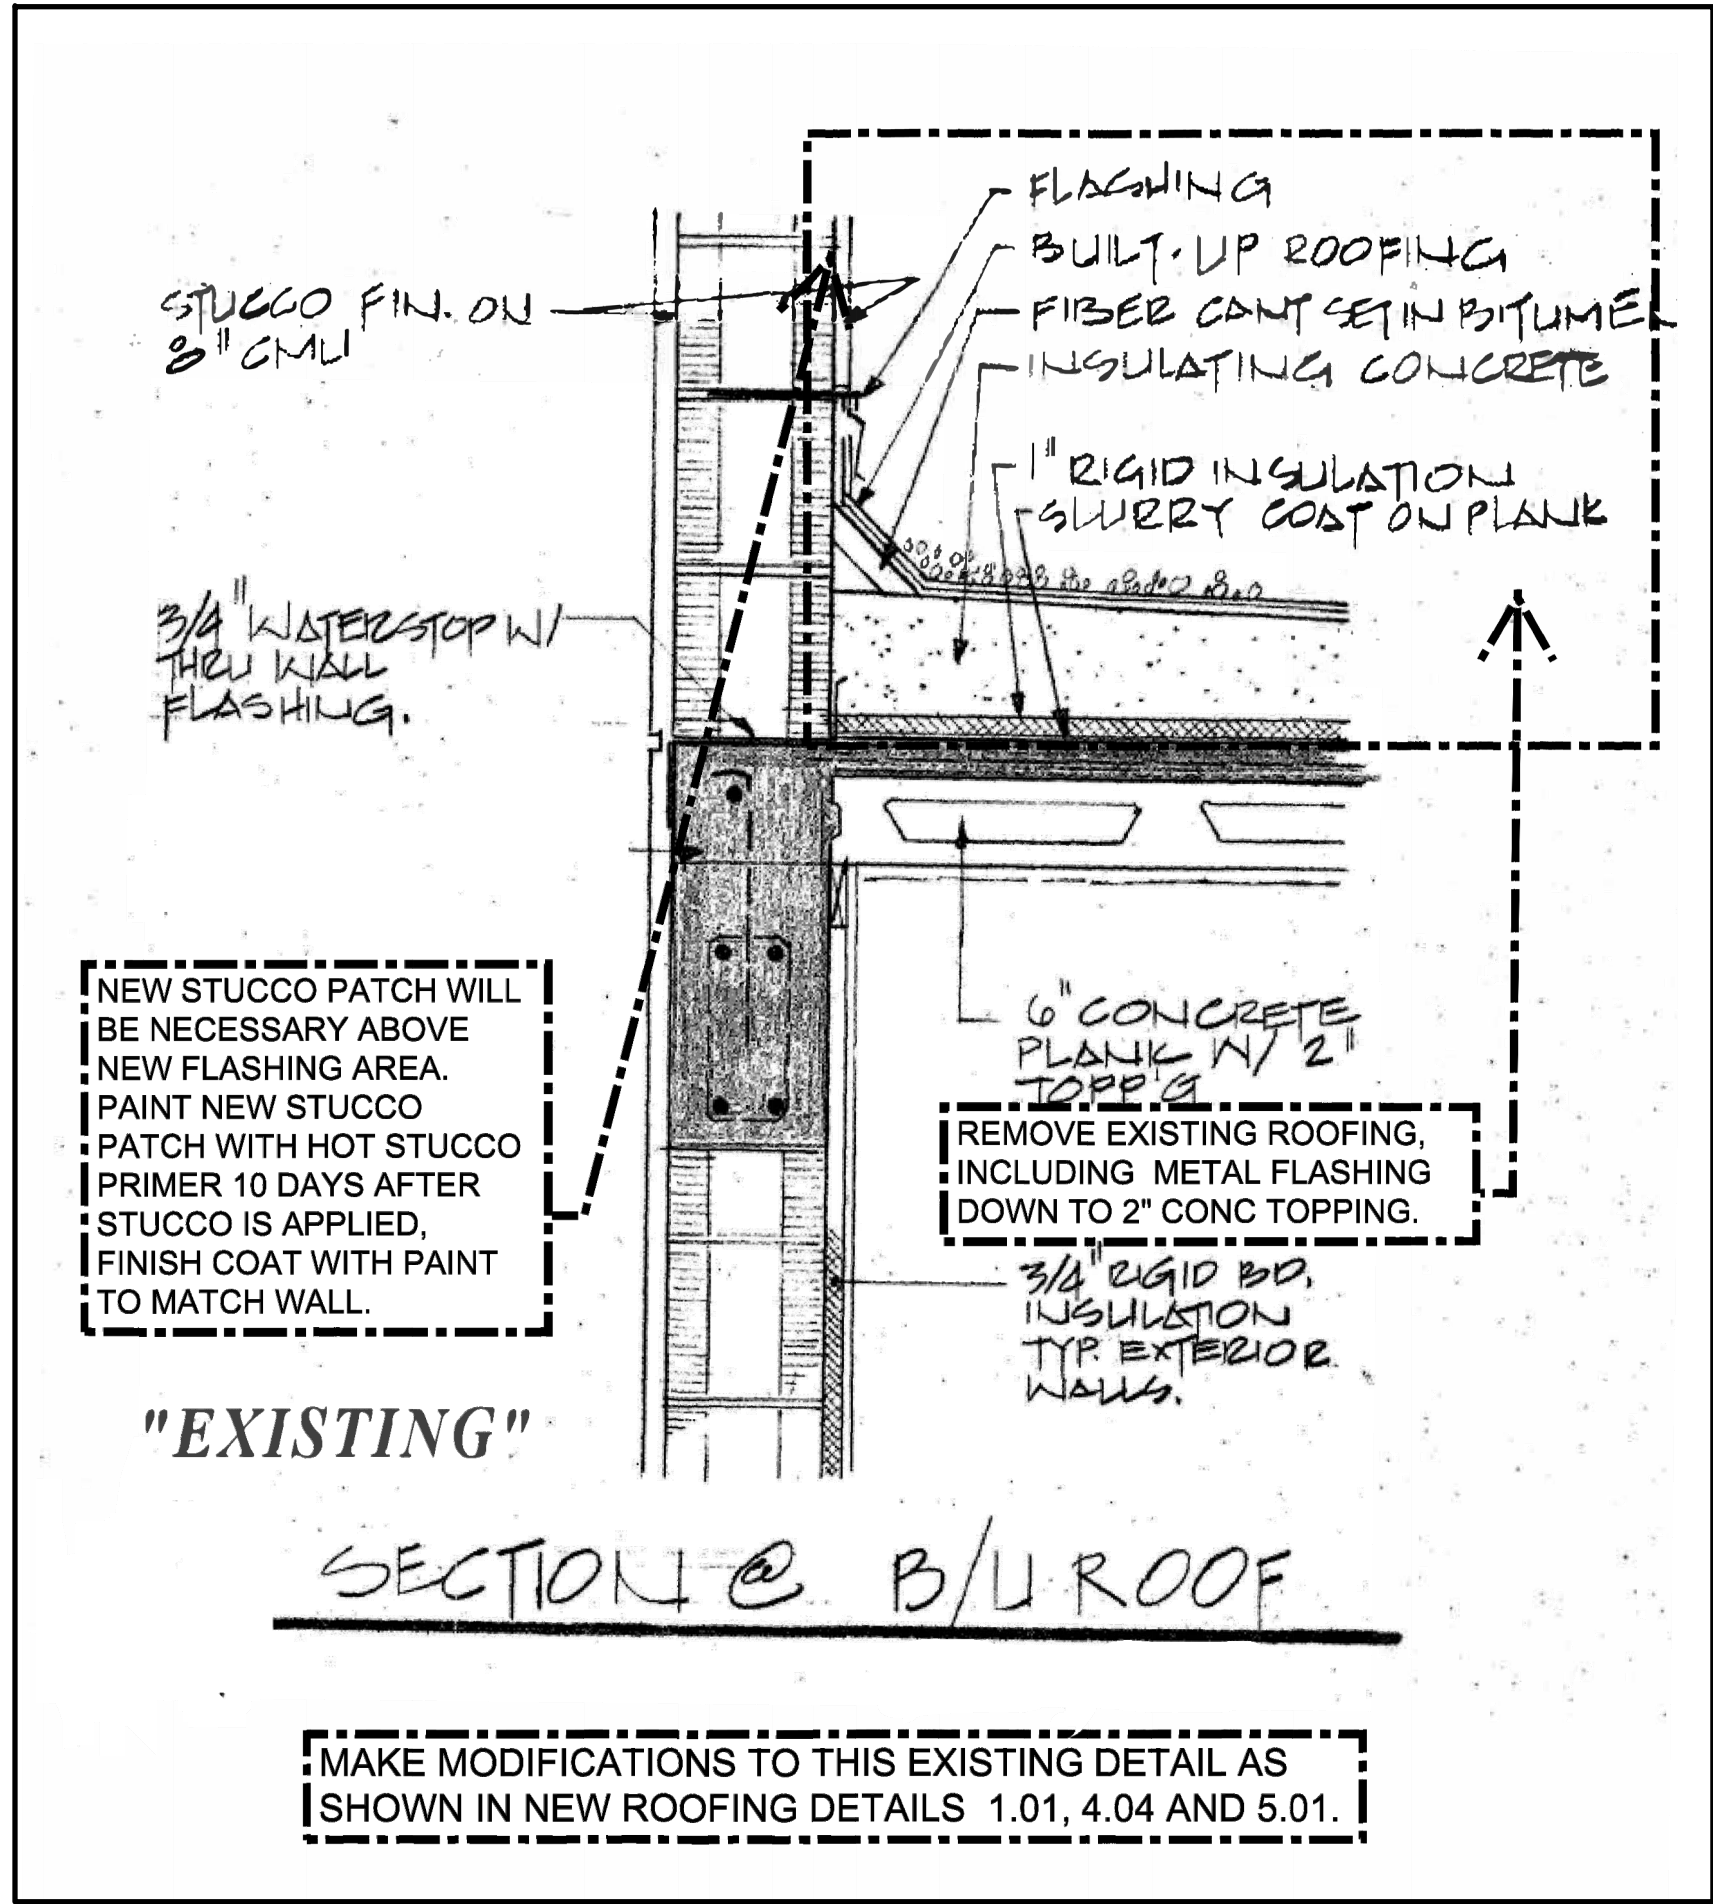 FLASHING
BUILT-UP ROOFING
FIBER CANT SET IN BITUMEN
INSULATING CONCRETE
STUCCO FIN. ON
8" CMU
1" RIGID INSULATION
SLURRY COAT ON PLANK
3/4" WATERSTOP W/
THRU WALL
FLASHING.
NEW STUCCO PATCH WILL
BE NECESSARY ABOVE
NEW FLASHING AREA.
PAINT NEW STUCCO
PATCH WITH HOT STUCCO
PRIMER 10 DAYS AFTER
STUCCO IS APPLIED,
FINISH COAT WITH PAINT
TO MATCH WALL.
6" CONCRETE
PLANK W/ 2"
TOPP'G
REMOVE EXISTING ROOFING,
INCLUDING METAL FLASHING
DOWN TO 2" CONC TOPPING.
3/4" RIGID BD.
INSULATION
TYP. EXTERIOR
WALLS.
"EXISTING"
SECTION @ B/U ROOF
MAKE MODIFICATIONS TO THIS EXISTING DETAIL AS
SHOWN IN NEW ROOFING DETAILS 1.01, 4.04 AND 5.01.